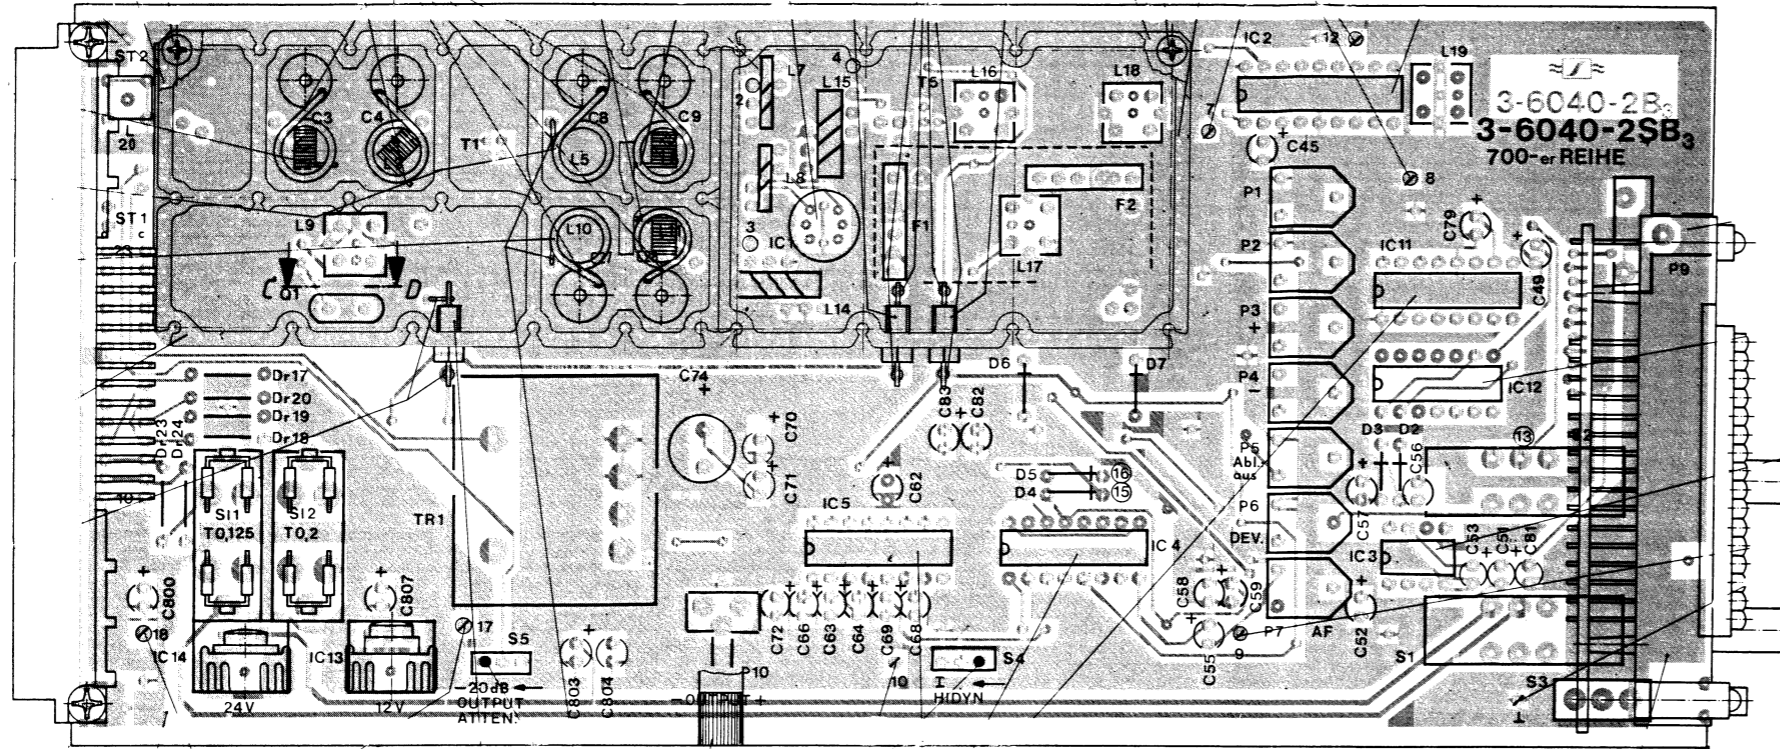 ST2
C3
C4
T1
C8
C9
L5
L7
4
L15
2
T6
L16
L18
IC2
12
L19
7
3-6040-2B3
3-6040-2SB3
700-er REIHE
C45
L
20
L8
P1
8
F2
ST1
c
23
L9
L10
3
IC1
F1
L17
P2
C79
IC11
C49
P9
C
Q1
D
C7
L14
P3
+
Dr17
Dr20
Dr19
Dr18
Dr23
Dr24
C74
+
D6
D7
P4
−
IC12
C83
C82
+
C70
+
C71
+
D3
D2
13
P5
Abl.
aus
C56
C62
+
D5
16
D4
15
10
SI1
T0,125
SI2
T0,2
TR1
IC5
IC4
P6
DEV.
C57
IC3
C53
C51
C81
C800
+
C807
+
18
17
S5
C72
C66
C63
C64
C69
C68
C58
C59
C55
9
P7
AF
C52
S1
IC14
IC13
24V
12V
-20dB
OUTPUT
ATTEN.
C803
C804
+
P10
-OUTPUT+
10
S4
I
HIDYN
S3